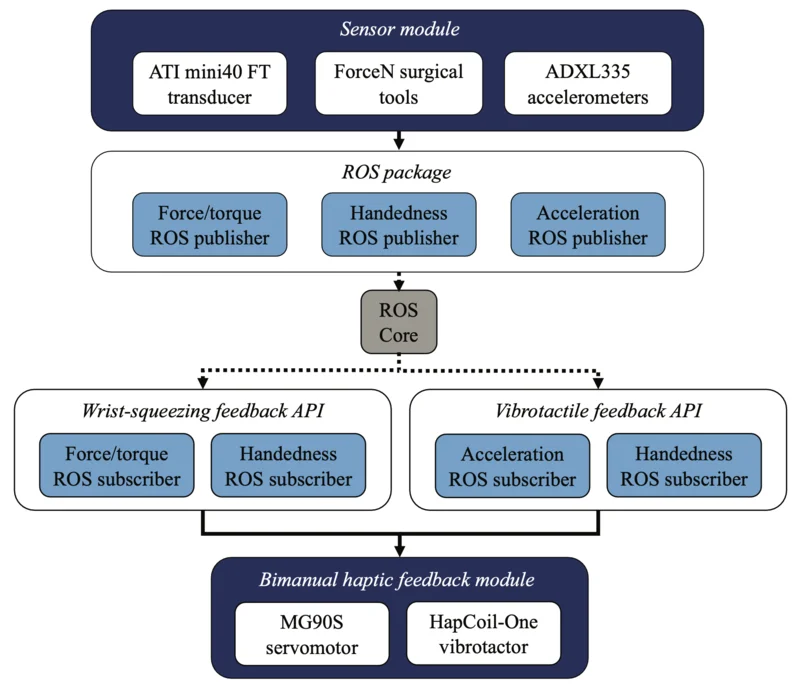 Sensor module
ATI mini40 FT
transducer
ForceN surgical
tools
ADXL335
accelerometers
ROS package
Force/torque
ROS publisher
Handedness
ROS publisher
Acceleration
ROS publisher
ROS
Core
Wrist-squeezing feedback API
Force/torque
ROS subscriber
Handedness
ROS subscriber
Vibrotactile feedback API
Acceleration
ROS subscriber
Handedness
ROS subscriber
Bimanual haptic feedback module
MG90S
servomotor
HapCoil-One
vibrotactor